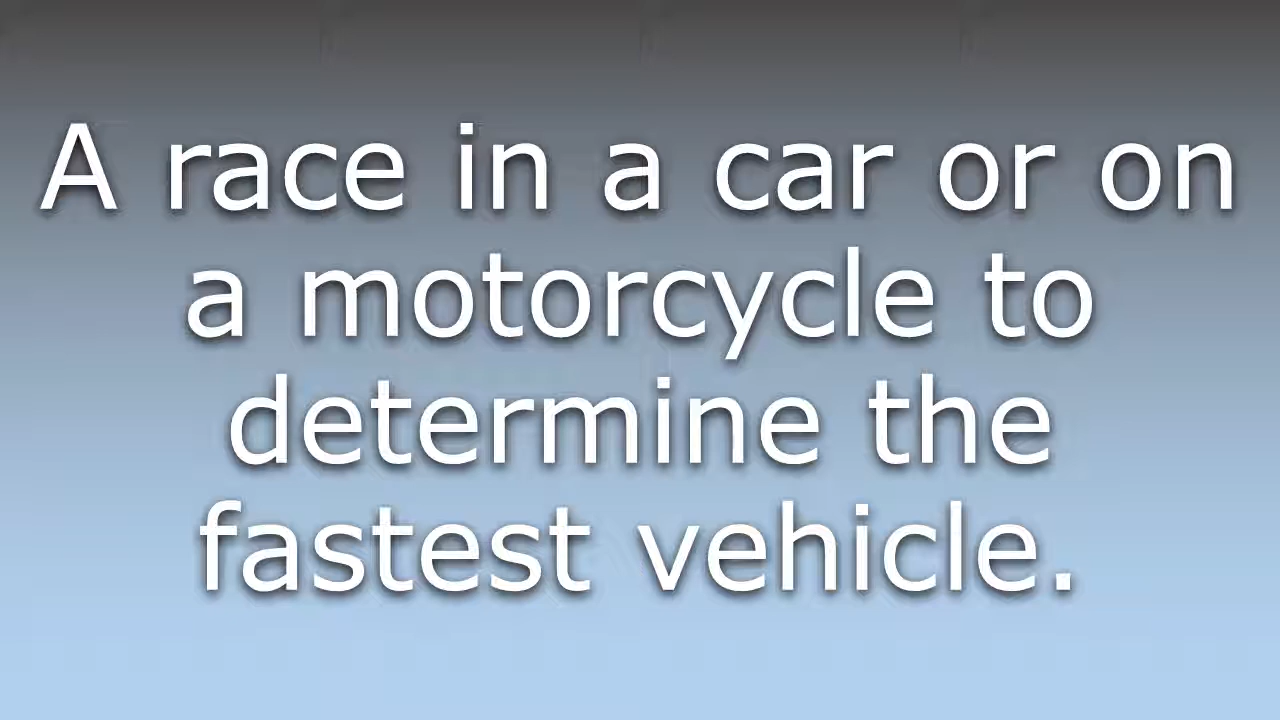 A race in a car or on
a motorcycle to
determine the
fastest vehicle.